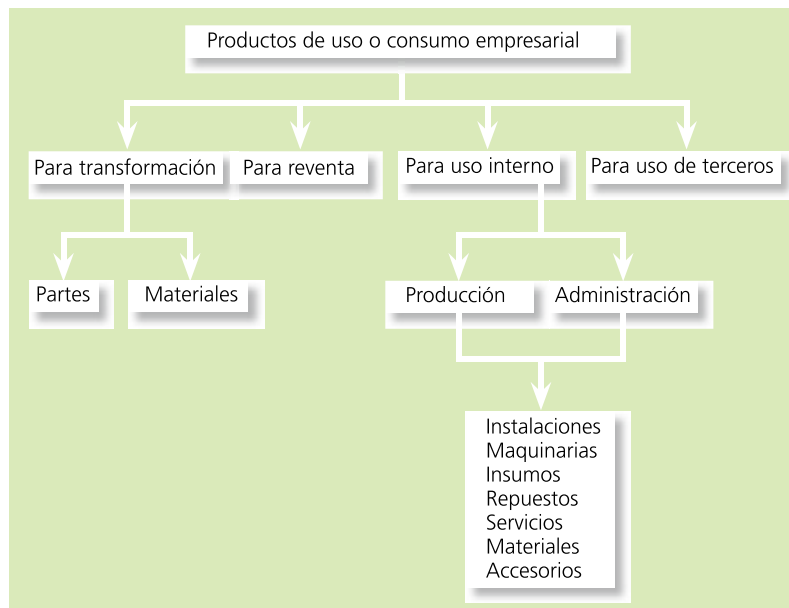 Productos de uso o consumo empresarial
Para transformación
Para reventa
Para uso interno
Para uso de terceros
Partes
Materiales
Producción
Administración
Instalaciones
Maquinarias
Insumos
Repuestos
Servicios
Materiales
Accesorios